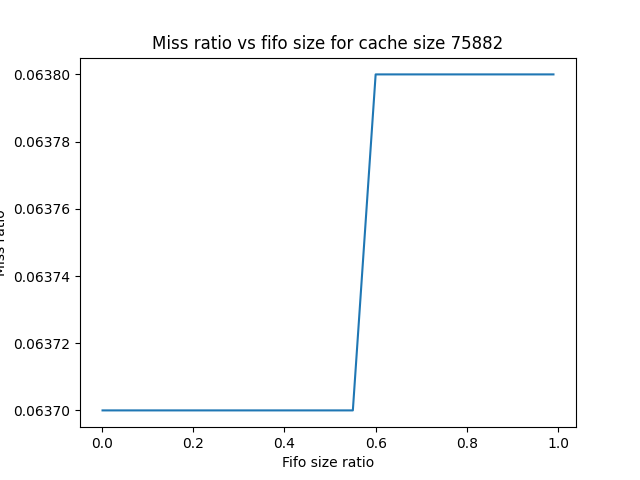 Miss ratio vs fifo size for cache size 75882
0.06380
0.06378
0.06376
0.06374
0.06372
0.06370
Miss ratio
0.0 0.2 0.4 0.6 0.8 1.0
Fifo size ratio